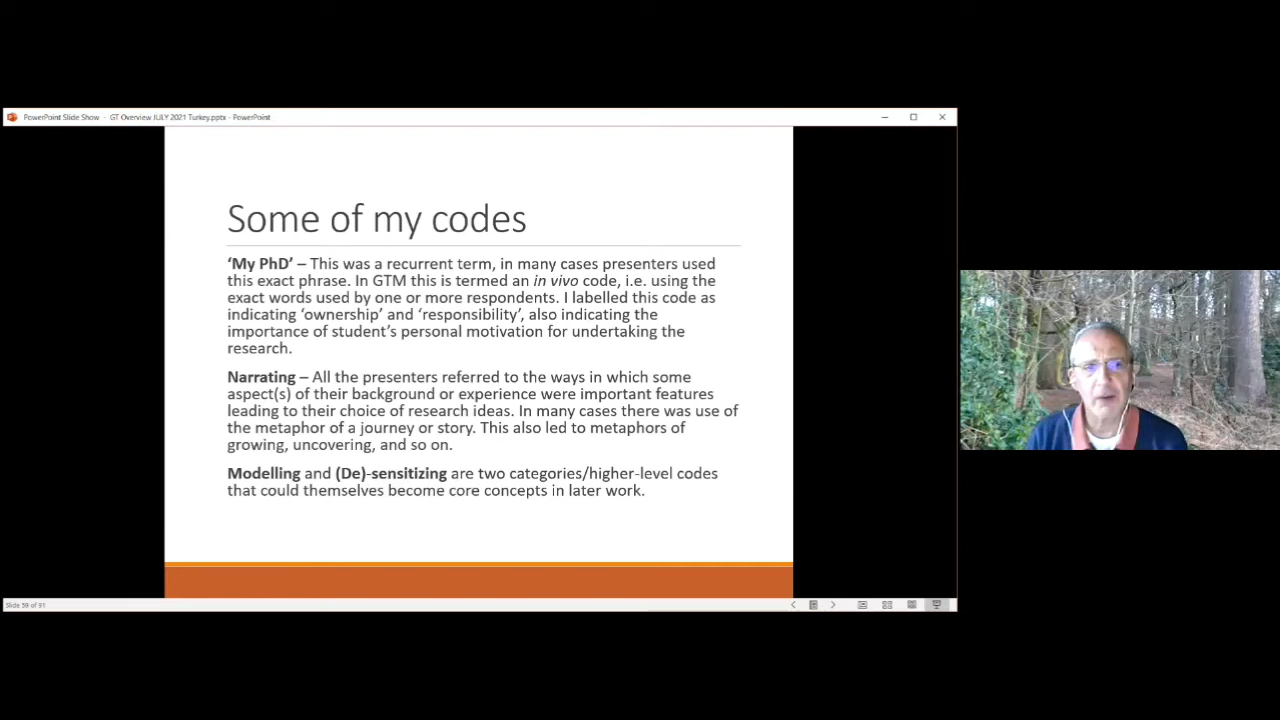 PowerPoint Slide Show - GT Overview JULY 2021 Turkey.pptx - PowerPoint
Some of my codes
‘My PhD’ – This was a recurrent term, in many cases presenters used
this exact phrase. In GTM this is termed an in vivo code, i.e. using the
exact words used by one or more respondents. I labelled this code as
indicating ‘ownership’ and ‘responsibility’, also indicating the
importance of student’s personal motivation for undertaking the
research.
Narrating – All the presenters referred to the ways in which some
aspect(s) of their background or experience were important features
leading to their choice of research ideas. In many cases there was use of
the metaphor of a journey or story. This also led to metaphors of
growing, uncovering, and so on.
Modelling and (De)-sensitizing are two categories/higher-level codes
that could themselves become core concepts in later work.
Slide 59 of 91